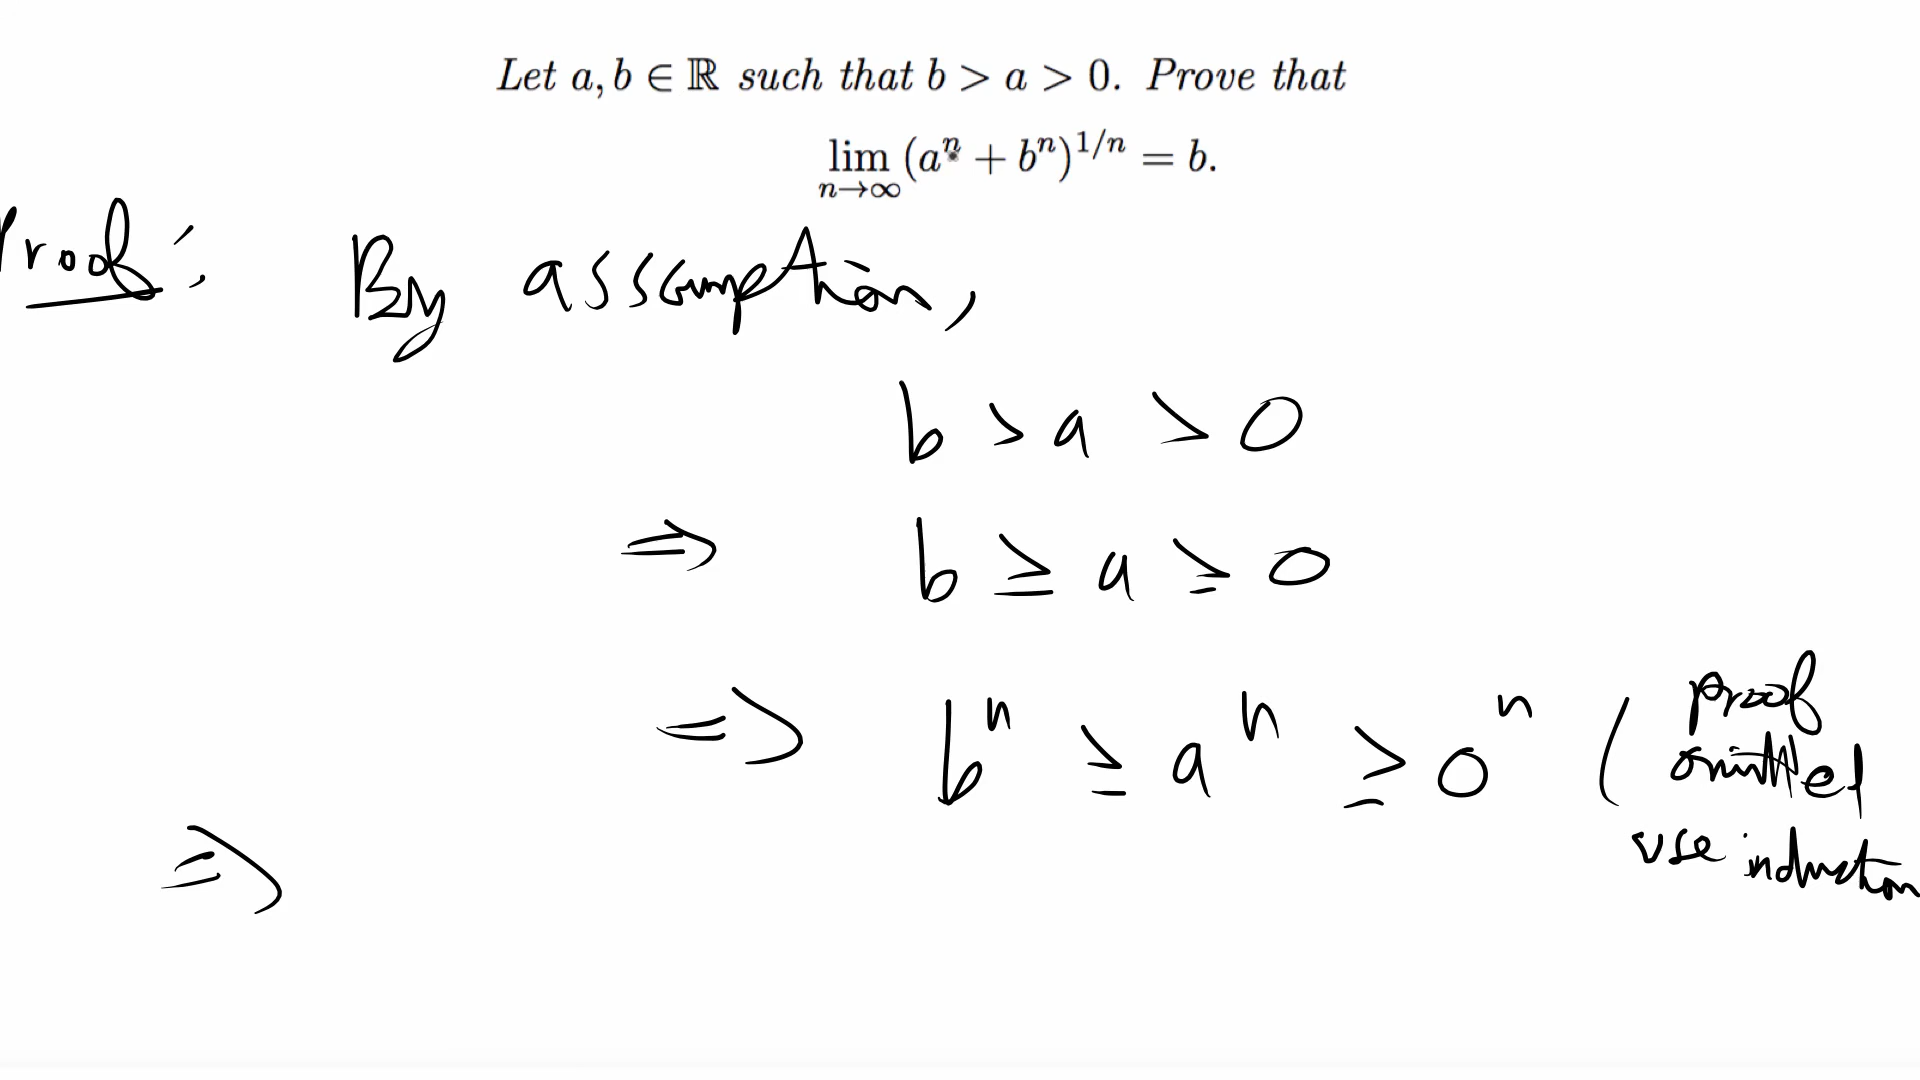 Let a, b ∈ ℝ such that b > a > 0. Prove that
lim_{n→∞} (a^n + b^n)^{1/n} = b.
Proof: By assumption,
b > a > 0
⇒ b ≥ a ≥ 0
⇒ b^n ≥ a^n ≥ 0^n (proof
omitted
use induction
⇒